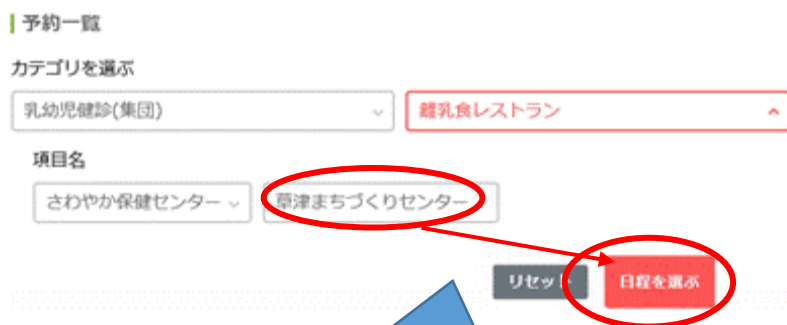 予約一覧
カテゴリを選ぶ
乳幼児健診(集団) 離乳食レストラン
項目名
さわやか保健センター 草津まちづくりセンター
リセット 日程を選ぶ